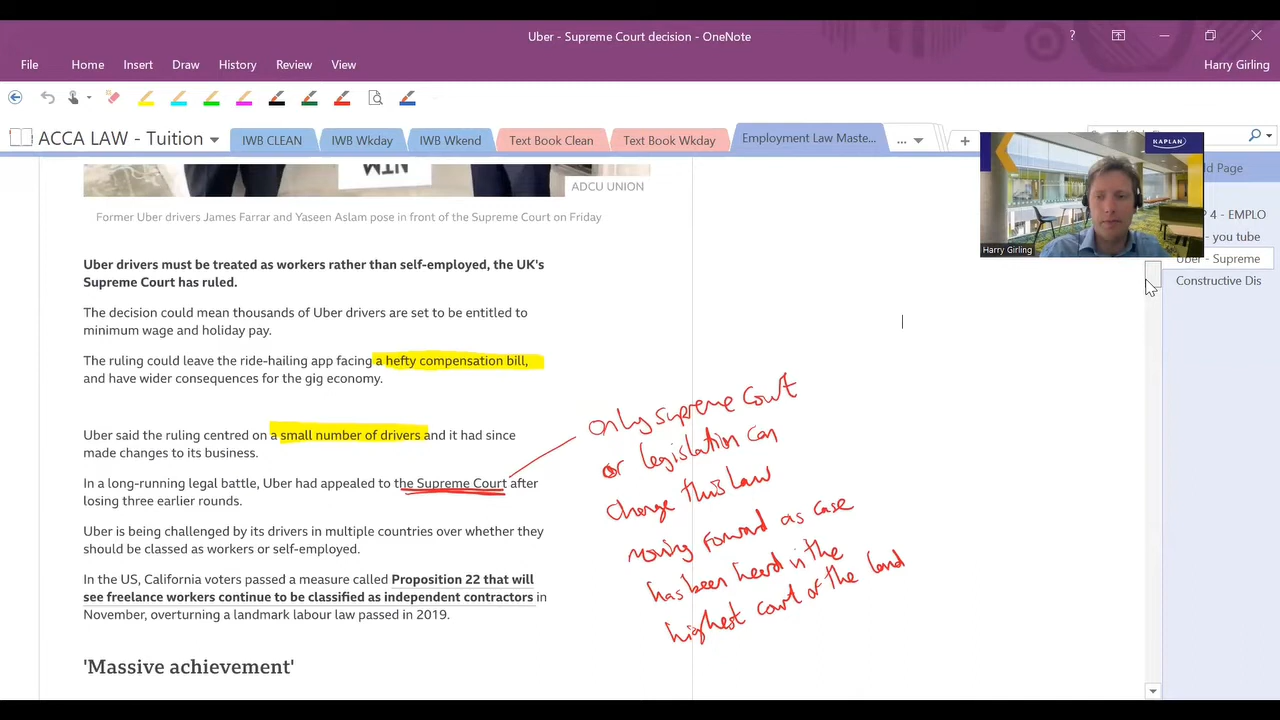 Uber - Supreme Court decision - OneNote
?
File Home Insert Draw History Review View
Harry Girling
ACCA LAW - Tuition
IWB CLEAN
IWB Wkday
IWB Wkend
Text Book Clean
Text Book Wkday
Employment Law Maste...
...
KAPLAN
Harry Girling
d Page
P 4 - EMPLO
- you tube
Uber - Supreme
Constructive Dis
NTM
ADCU UNION
Former Uber drivers James Farrar and Yaseen Aslam pose in front of the Supreme Court on Friday
Uber drivers must be treated as workers rather than self-employed, the UK's
Supreme Court has ruled.
The decision could mean thousands of Uber drivers are set to be entitled to
minimum wage and holiday pay.
The ruling could leave the ride-hailing app facing a hefty compensation bill,
and have wider consequences for the gig economy.
Uber said the ruling centred on a small number of drivers and it had since
made changes to its business.
In a long-running legal battle, Uber had appealed to the Supreme Court after
losing three earlier rounds.
Uber is being challenged by its drivers in multiple countries over whether they
should be classed as workers or self-employed.
In the US, California voters passed a measure called Proposition 22 that will
see freelance workers continue to be classified as independent contractors in
November, overturning a landmark labour law passed in 2019.
'Massive achievement'
Only Supreme Court
or legislation can
change this law
moving forward as case
has been heard in the
highest court of the land